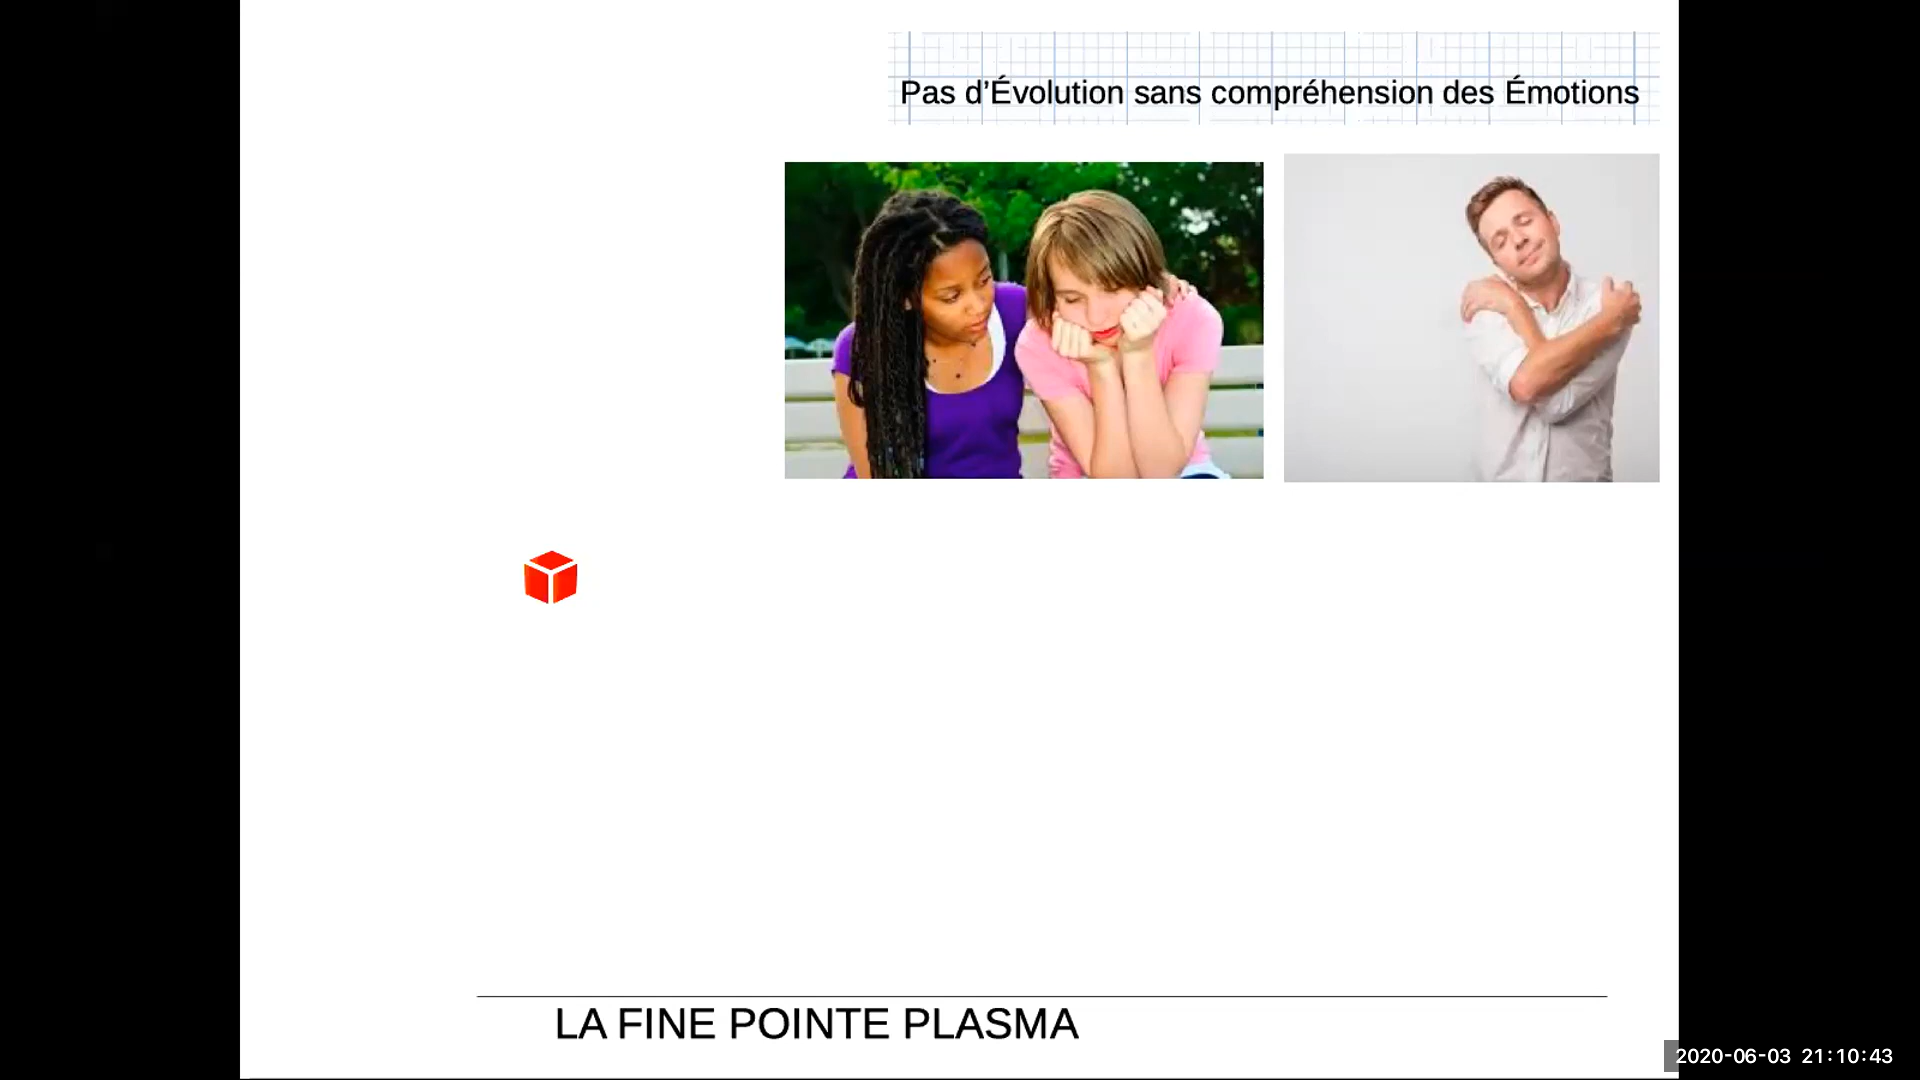 Pas d’Évolution sans compréhension des Émotions
LA FINE POINTE PLASMA
2020-06-03 21:10:43